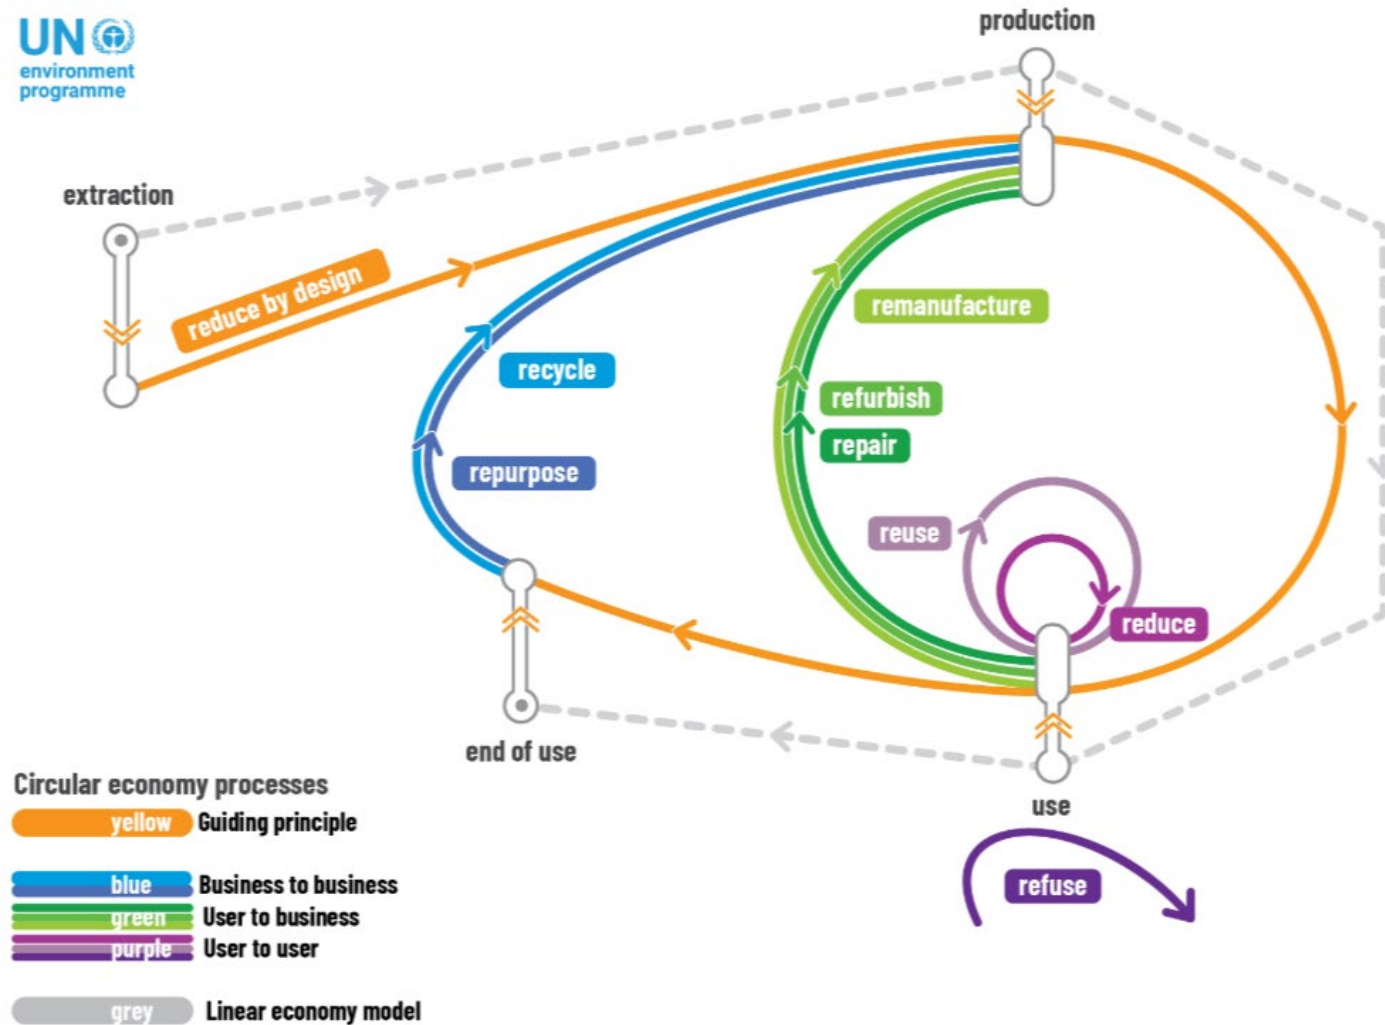 UN
environment
programme
production
extraction
reduce by design
remanufacture
recycle
refurbish
repair
repurpose
reuse
reduce
end of use
use
refuse
Circular economy processes
yellow Guiding principle
blue Business to business
green User to business
purple User to user
grey Linear economy model